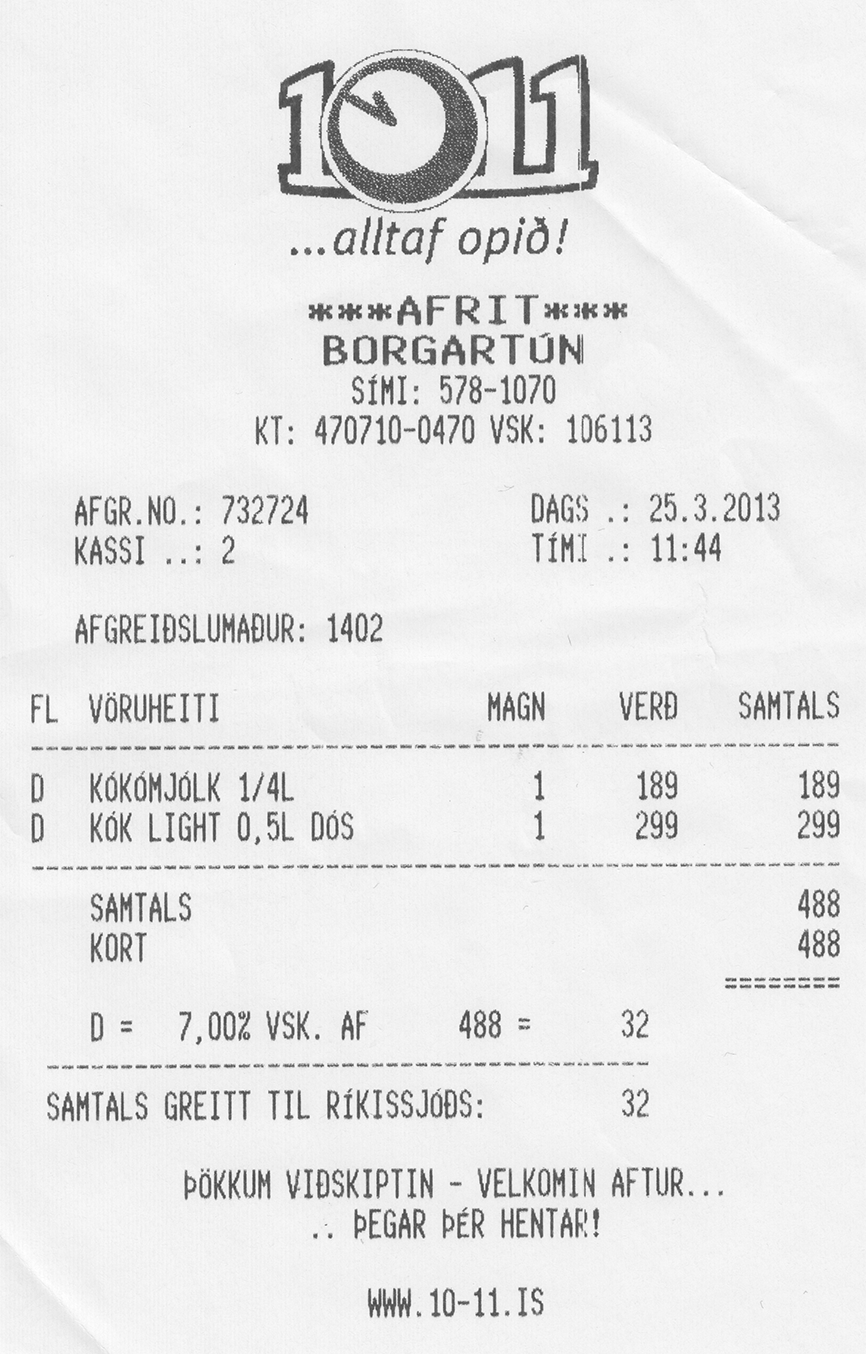 10 11
...alltaf opið!
***AFRIT***
BORGARTÚN
SÍMI: 578-1070
KT: 470710-0470 VSK: 106113
AFGR.NO.: 732724 DAGS .: 25.3.2013
KASSI ..: 2 TÍMI .: 11:44
AFGREIÐSLUMAÐUR: 1402
FL VÖRUHEITI MAGN VERÐ SAMTALS
D KÓKÓMJÓLK 1/4L 1 189 189
D KÓK LIGHT 0,5L DÓS 1 299 299
SAMTALS 488
KORT 488
========
D = 7,00% VSK. AF 488 = 32
SAMTALS GREITT TIL RÍKISSJÓÐS: 32
ÞÖKKUM VIÐSKIPTIN - VELKOMIN AFTUR...
.. ÞEGAR ÞÉR HENTAR!
WWW.10-11.IS